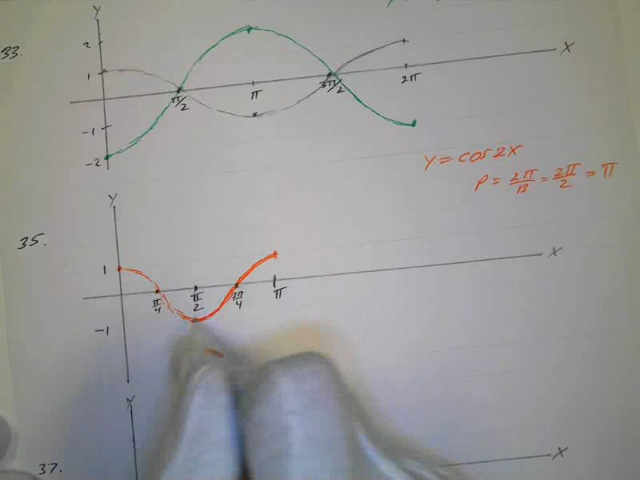 33.
Y
2
1
-1
-2
π/2
π
3π/2
2π
X
Y = cos 2X
P = 2π/B = 2π/2 = π
35.
Y
1
-1
π/4
π/2
3π/4
π
X
Y
37.
X